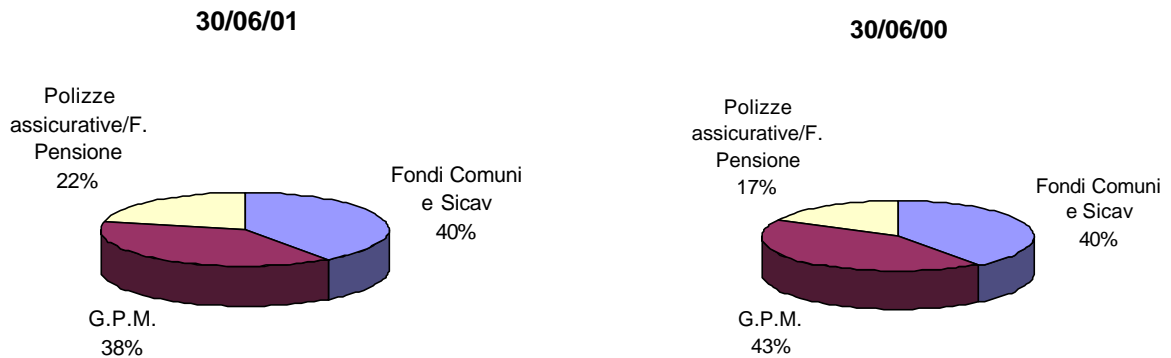 30/06/01
Polizze
assicurative/F.
Pensione
22%
Fondi Comuni
e Sicav
40%
G.P.M.
38%
30/06/00
Polizze
assicurative/F.
Pensione
17%
Fondi Comuni
e Sicav
40%
G.P.M.
43%